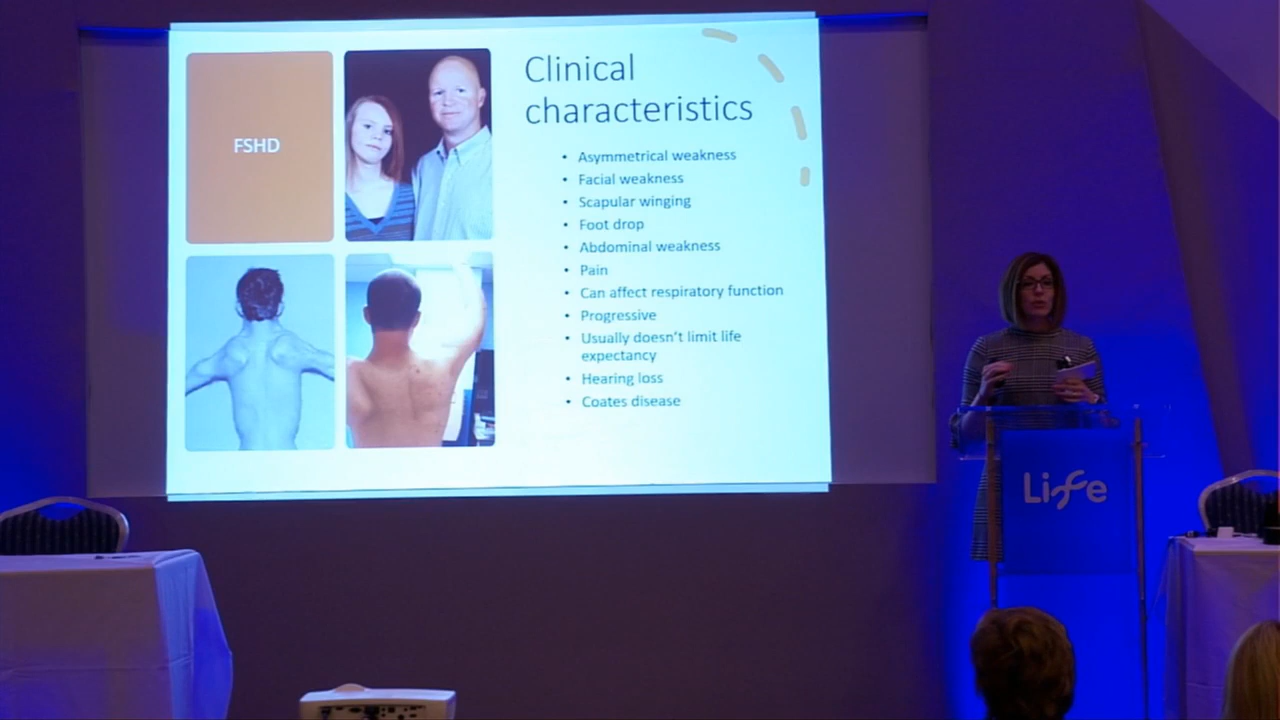 FSHD
Clinical
characteristics
• Asymmetrical weakness
• Facial weakness
• Scapular winging
• Foot drop
• Abdominal weakness
• Pain
• Can affect respiratory function
• Progressive
• Usually doesn't limit life
expectancy
• Hearing loss
• Coates disease
Life